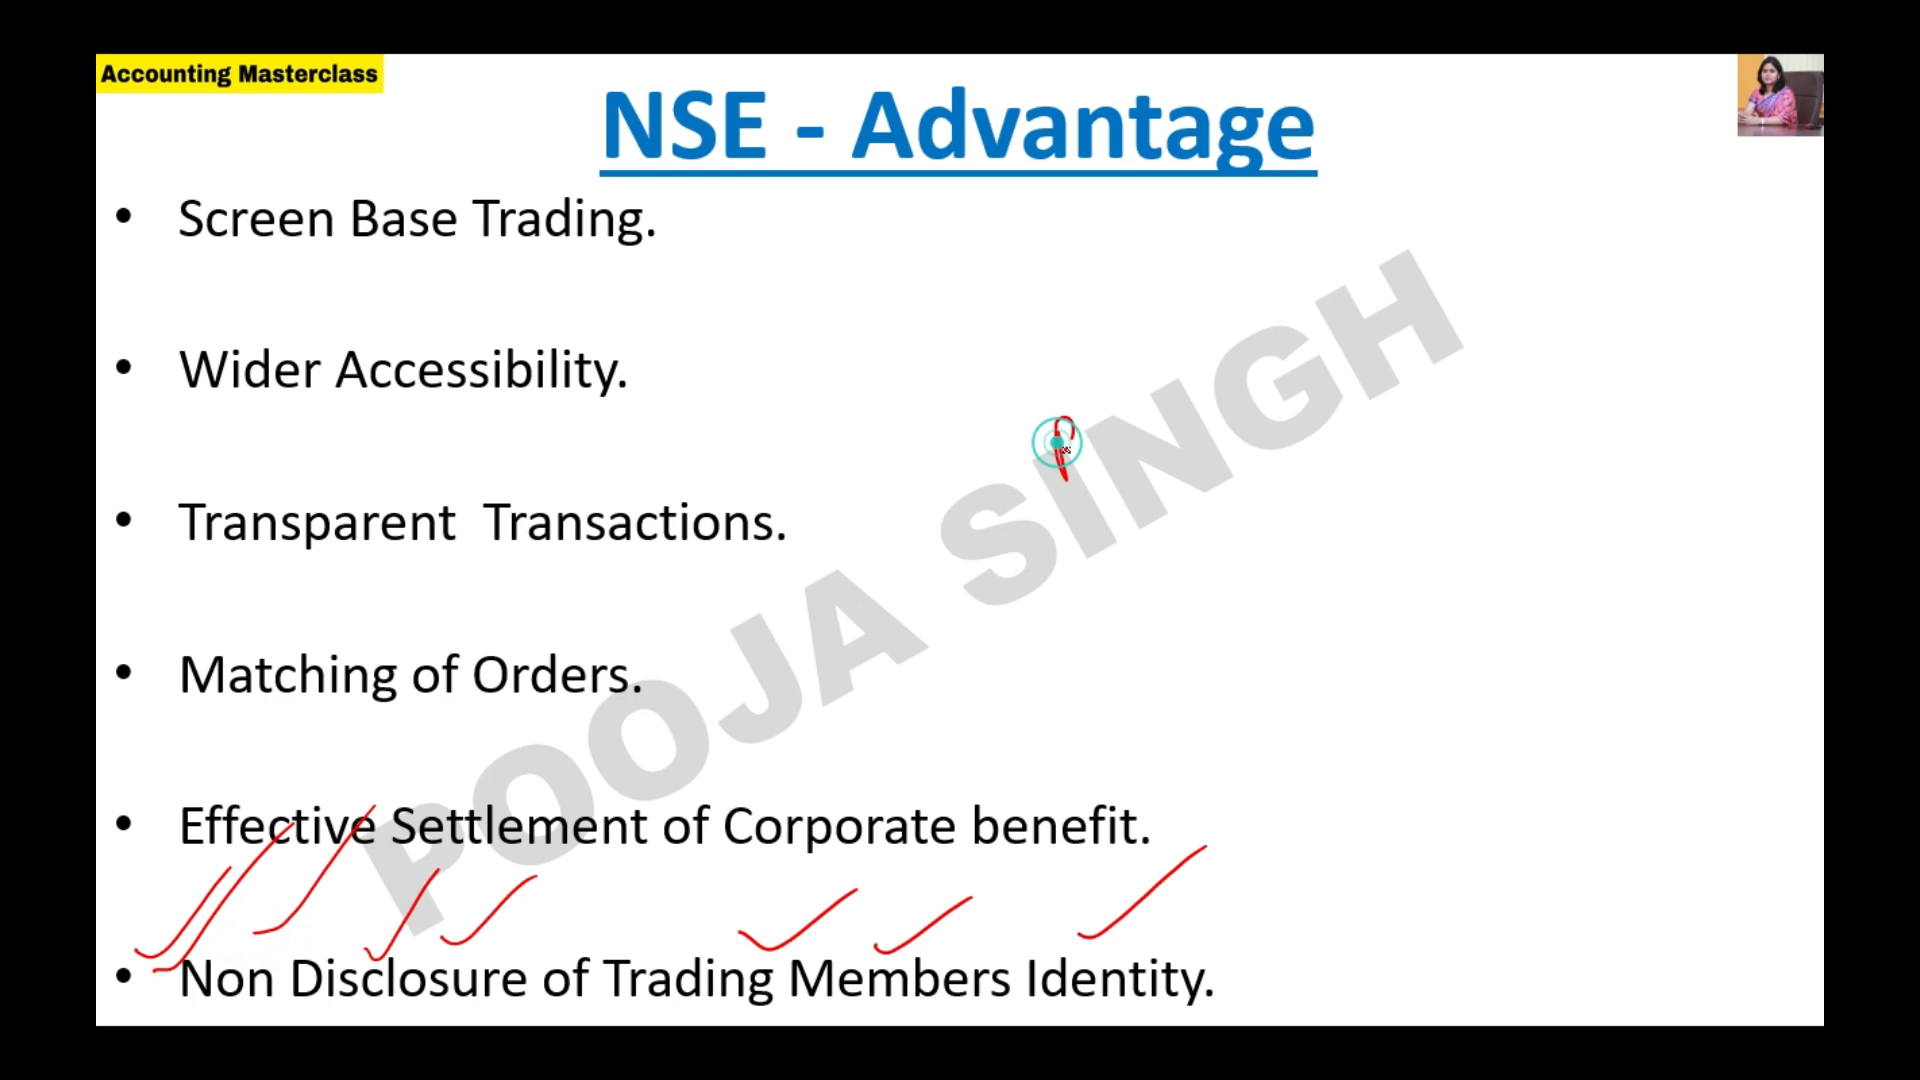 Accounting Masterclass
NSE - Advantage
• Screen Base Trading.
• Wider Accessibility.
• Transparent  Transactions.
• Matching of Orders.
• Effective Settlement of Corporate benefit.
• Non Disclosure of Trading Members Identity.
POOJA SINGH